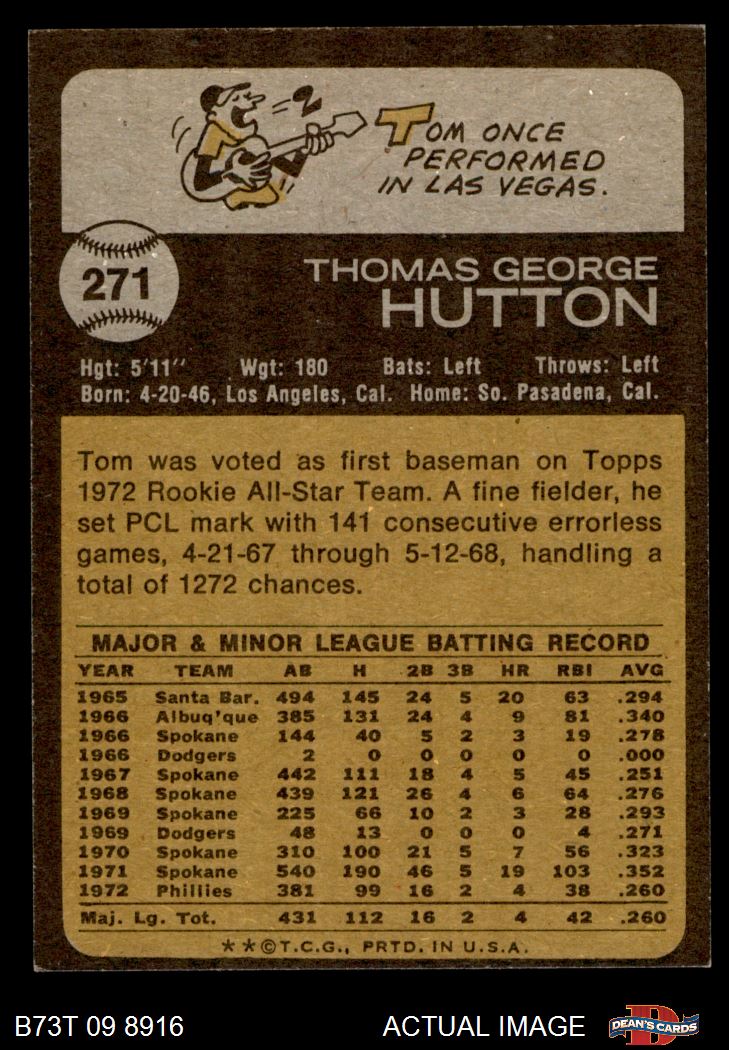 TOM ONCE
PERFORMED
IN LAS VEGAS.
271
THOMAS GEORGE
HUTTON
Hgt: 5'11" Wgt: 180 Bats: Left Throws: Left
Born: 4-20-46, Los Angeles, Cal. Home: So. Pasadena, Cal.
Tom was voted as first baseman on Topps
1972 Rookie All-Star Team. A fine fielder, he
set PCL mark with 141 consecutive errorless
games, 4-21-67 through 5-12-68, handling a
total of 1272 chances.
MAJOR & MINOR LEAGUE BATTING RECORD
YEAR TEAM AB H 2B 3B HR RBI AVG
1965 Santa Bar. 494 145 24 5 20 63 .294
1966 Albuq'que 385 131 24 4 9 81 .340
1966 Spokane 144 40 5 2 3 19 .278
1966 Dodgers 2 0 0 0 0 0 .000
1967 Spokane 442 111 18 4 5 45 .251
1968 Spokane 439 121 26 4 6 64 .276
1969 Spokane 225 66 10 2 3 28 .293
1969 Dodgers 48 13 0 0 0 4 .271
1970 Spokane 310 100 21 5 7 56 .323
1971 Spokane 540 190 46 5 19 103 .352
1972 Phillies 381 99 16 2 4 38 .260
Maj. Lg. Tot. 431 112 16 2 4 42 .260
**©T.C.G., PRTD. IN U.S.A.
B73T 09 8916 ACTUAL IMAGE DEAN'S CARDS